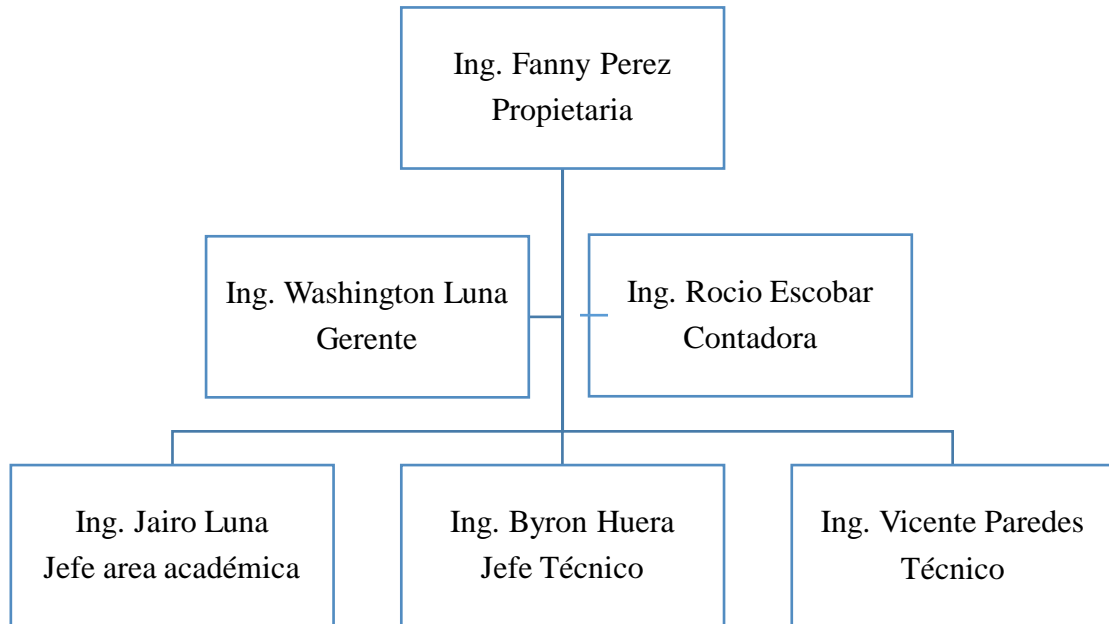 Ing. Fanny Perez
Propietaria
Ing. Washington Luna
Gerente
Ing. Rocio Escobar
Contadora
Ing. Jairo Luna
Jefe area académica
Ing. Byron Huera
Jefe Técnico
Ing. Vicente Paredes
Técnico